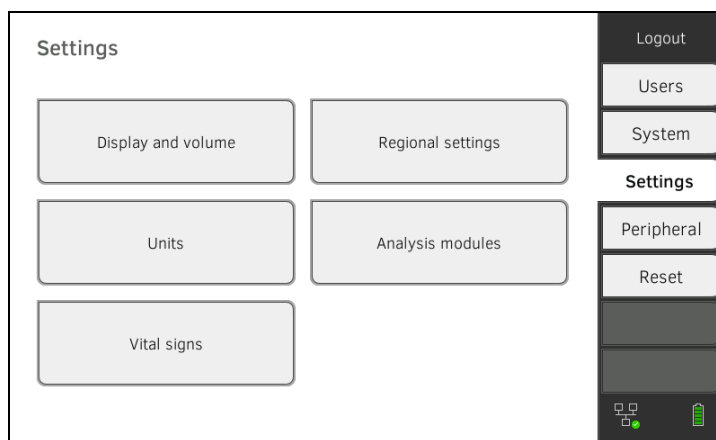 Settings
Display and volume
Regional settings
Units
Analysis modules
Vital signs
Logout
Users
System
Settings
Peripheral
Reset